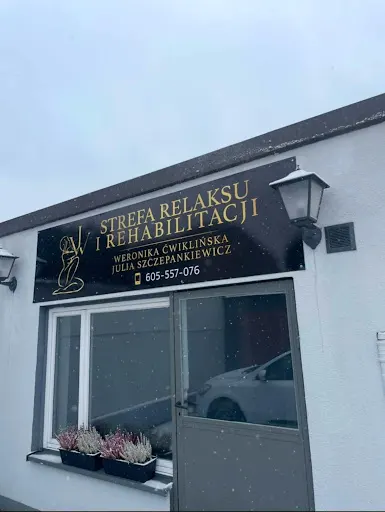 STREFA RELAKSU
I REHABILITACJI
WERONIKA ĆWIKLIŃSKA
JULIA SZCZEPANKIEWICZ
605-557-076